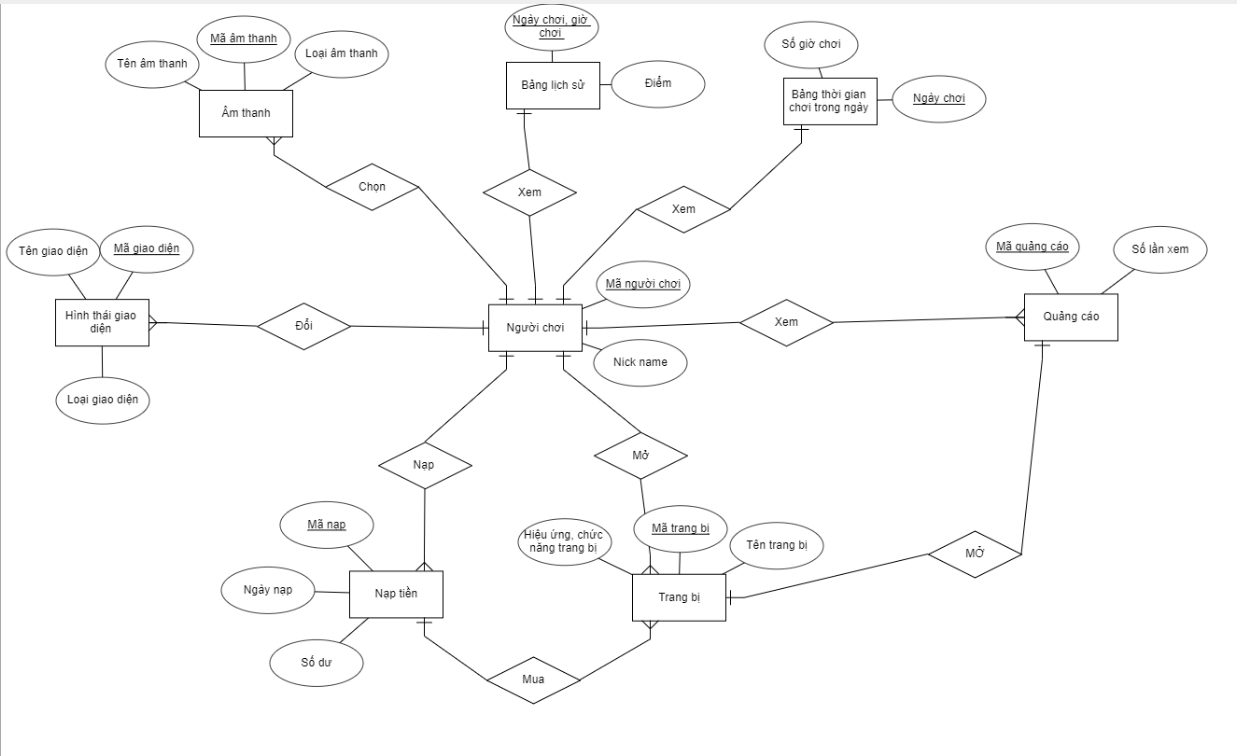 Ngày chơi, giờ
chơi
Mã âm thanh
Số giờ chơi
Tên âm thanh
Loại âm thanh
Bảng lịch sử
Điểm
Bảng thời gian
chơi trong ngày
Ngày chơi
Âm thanh
Chọn
Xem
Xem
Tên giao diện
Mã giao diện
Mã quảng cáo
Số lần xem
Mã người chơi
Hình thái giao
diện
Đổi
Người chơi
Xem
Quảng cáo
Nick name
Loại giao diện
Nạp
Mở
Mã nạp
Hiệu ứng, chức
năng trang bị
Mã trang bị
Tên trang bị
MỞ
Ngày nạp
Nạp tiền
Trang bị
Số dư
Mua